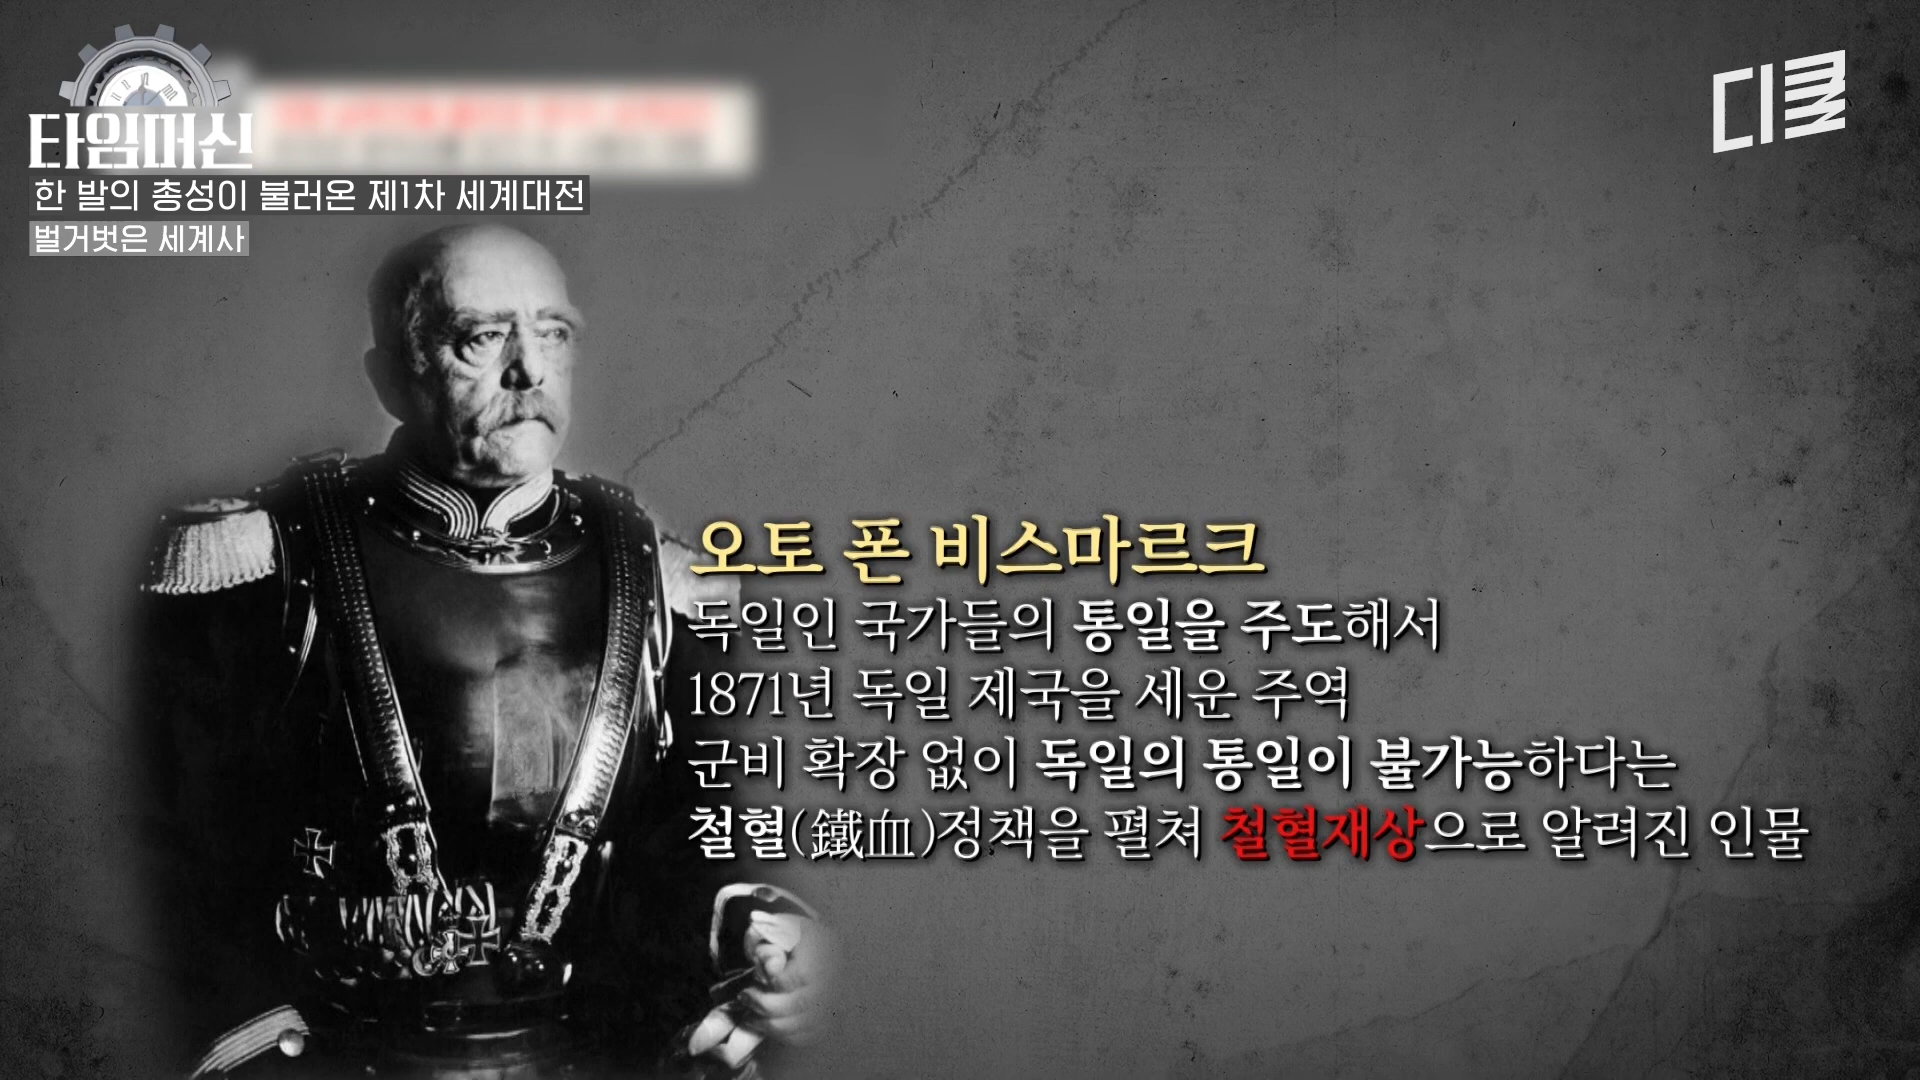 타임머신
디클
한 발의 총성이 불러온 제1차 세계대전
벌거벗은 세계사
오토 폰 비스마르크
독일인 국가들의 통일을 주도해서
1871년 독일 제국을 세운 주역
군비 확장 없이 독일의 통일이 불가능하다는
철혈(鐵血)정책을 펼쳐 철혈재상으로 알려진 인물